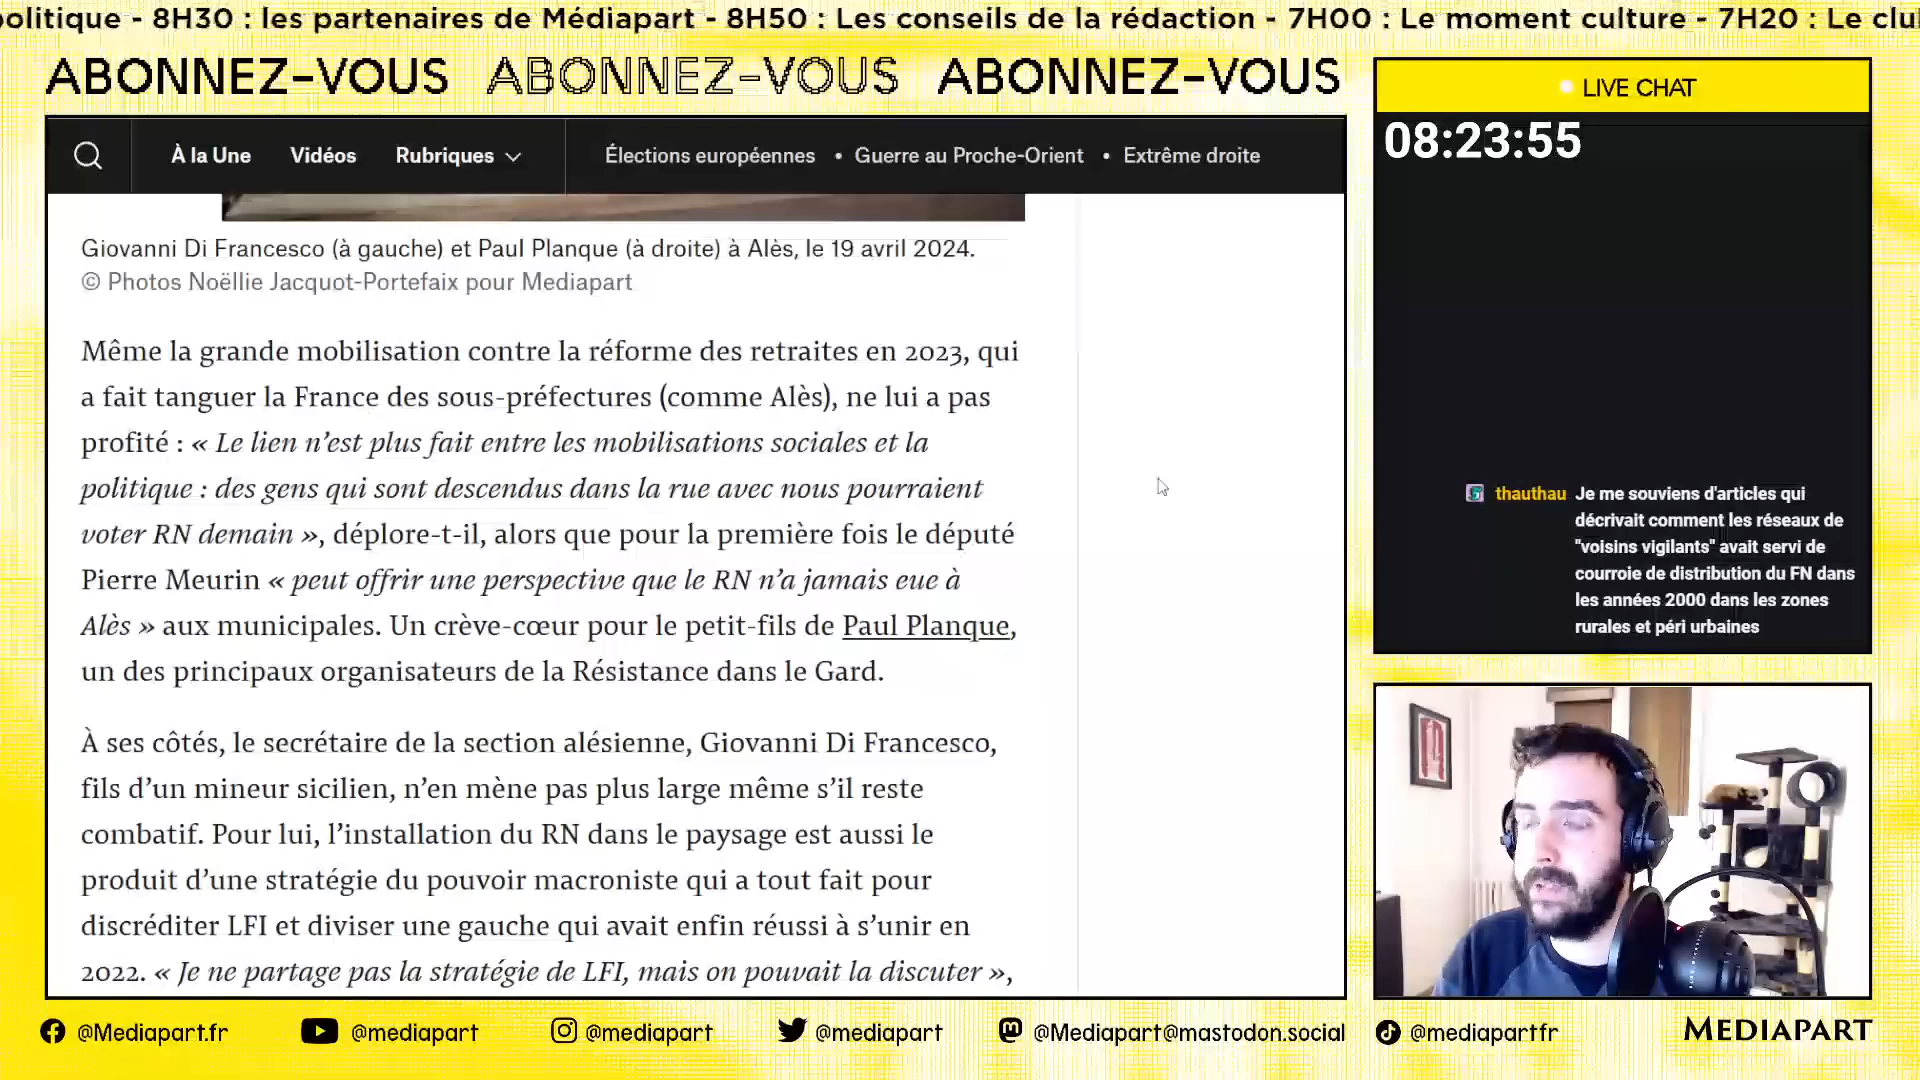 olitique - 8H30 : les partenaires de Médiapart - 8H50 : Les conseils de la rédaction - 7H00 : Le moment culture - 7H20 : Le clu
ABONNEZ-VOUS ABONNEZ-VOUS ABONNEZ-VOUS
À la Une Vidéos Rubriques Élections européennes • Guerre au Proche-Orient • Extrême droite
Giovanni Di Francesco (à gauche) et Paul Planque (à droite) à Alès, le 19 avril 2024.
© Photos Noëllie Jacquot-Portefaix pour Mediapart
Même la grande mobilisation contre la réforme des retraites en 2023, qui
a fait tanguer la France des sous-préfectures (comme Alès), ne lui a pas
profité : « Le lien n’est plus fait entre les mobilisations sociales et la
politique : des gens qui sont descendus dans la rue avec nous pourraient
voter RN demain », déplore-t-il, alors que pour la première fois le député
Pierre Meurin « peut offrir une perspective que le RN n’a jamais eue à
Alès » aux municipales. Un crève-cœur pour le petit-fils de Paul Planque,
un des principaux organisateurs de la Résistance dans le Gard.
À ses côtés, le secrétaire de la section alésienne, Giovanni Di Francesco,
fils d’un mineur sicilien, n’en mène pas plus large même s’il reste
combatif. Pour lui, l’installation du RN dans le paysage est aussi le
produit d’une stratégie du pouvoir macroniste qui a tout fait pour
discréditer LFI et diviser une gauche qui avait enfin réussi à s’unir en
2022. « Je ne partage pas la stratégie de LFI, mais on pouvait la discuter »,
LIVE CHAT
08:23:55
thauthau Je me souviens d'articles qui
décrivait comment les réseaux de
"voisins vigilants" avait servi de
courroie de distribution du FN dans
les années 2000 dans les zones
rurales et péri urbaines
@Mediapart.fr @mediapart @mediapart @mediapart @Mediapart@mastodon.social @mediapartfr MEDIAPART